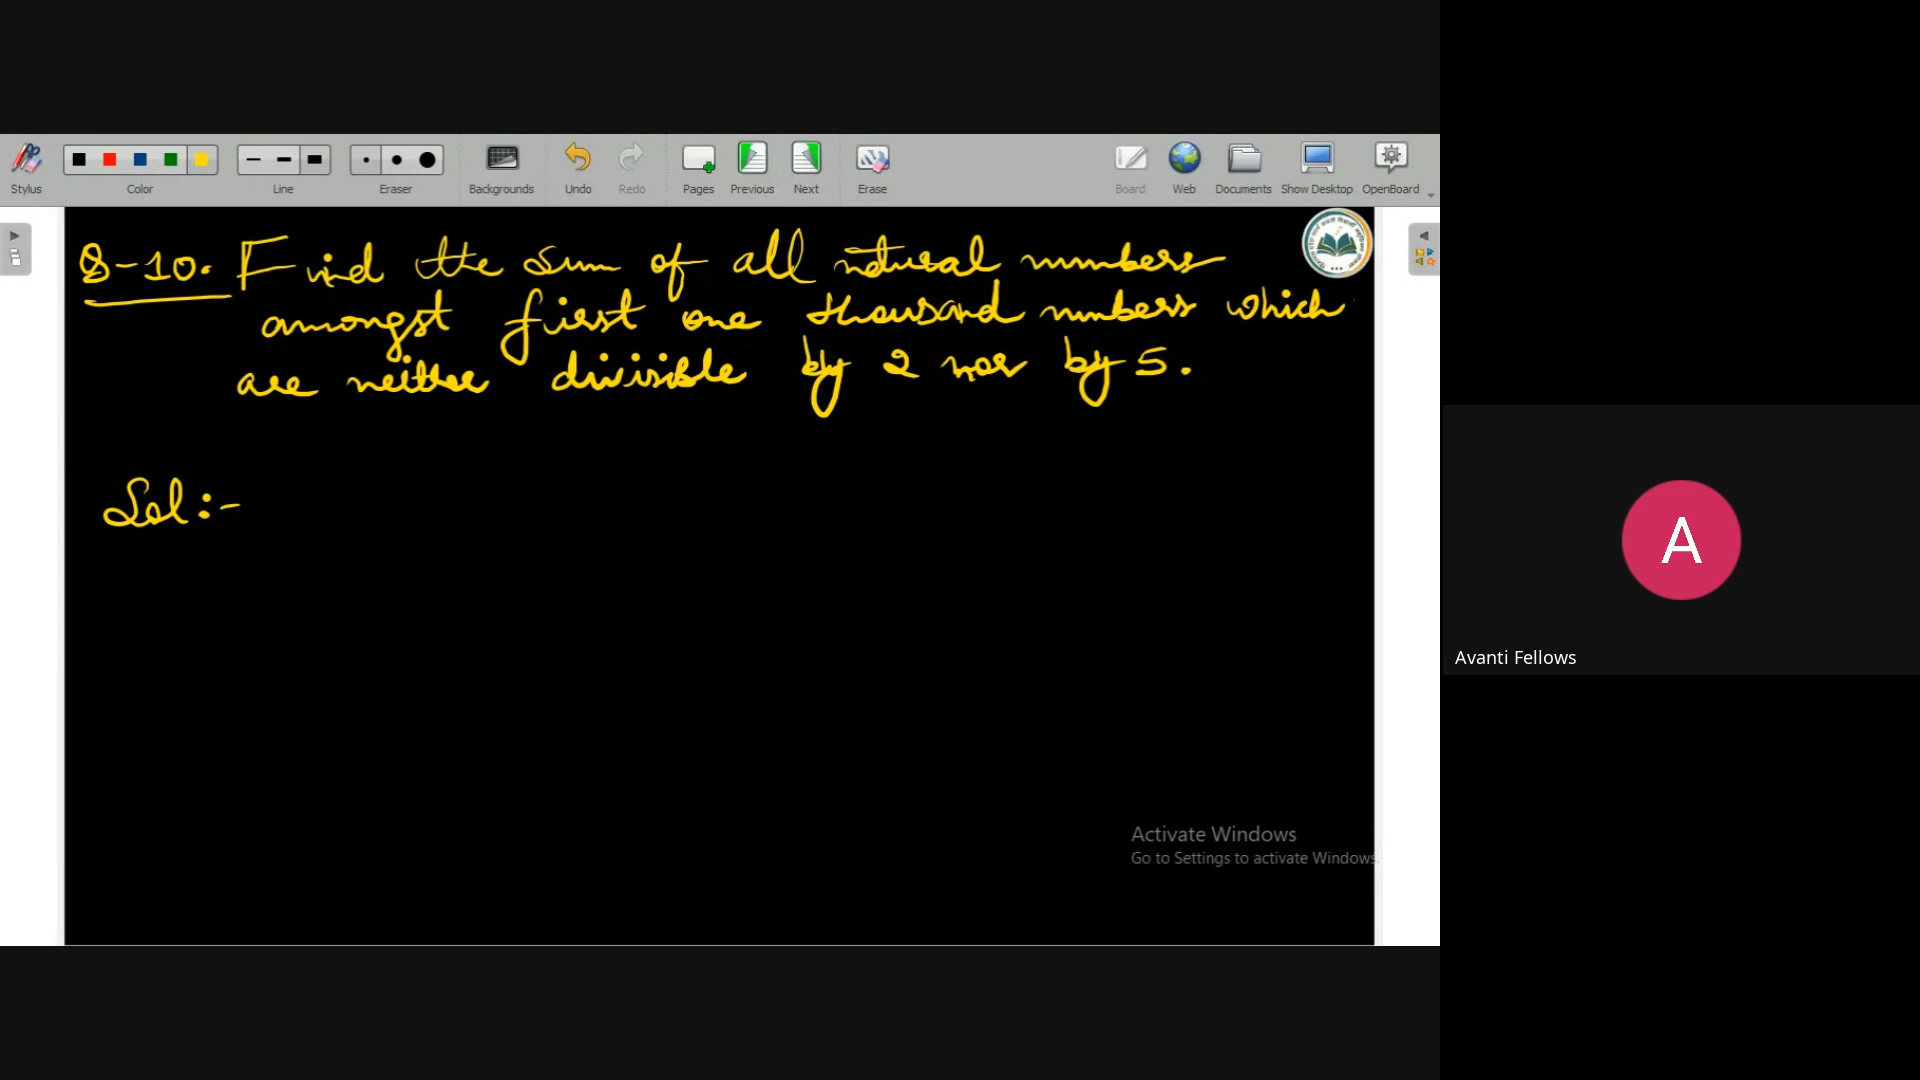 Stylus
Color
Line
Eraser
Backgrounds
Undo
Redo
Pages
Previous
Next
Erase
Board
Web
Documents
Show Desktop
OpenBoard
Q-10. Find the sum of all natural numbers
amongst first one thousand numbers which
are neither divisible by 2 nor by 5.
Sol:-
Activate Windows
Go to Settings to activate Windows.
A
Avanti Fellows